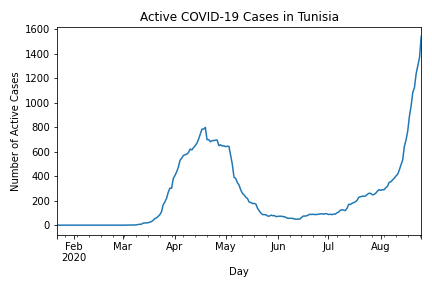 Active COVID-19 Cases in Tunisia
1600
1400
1200
1000
800
600
400
200
0
Number of Active Cases
Feb Mar Apr May Jun Jul Aug
2020
Day